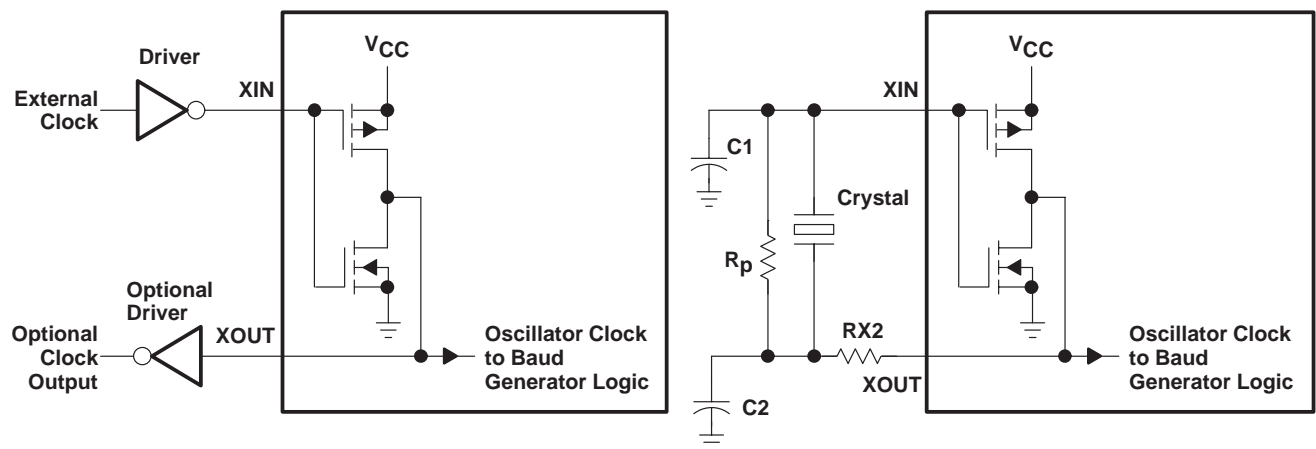 Driver
VCC
External
Clock
XIN
Optional
Driver
Optional
Clock
Output
XOUT
Oscillator Clock
to Baud
Generator Logic
VCC
XIN
C1
Crystal
Rp
RX2
XOUT
C2
Oscillator Clock
to Baud
Generator Logic